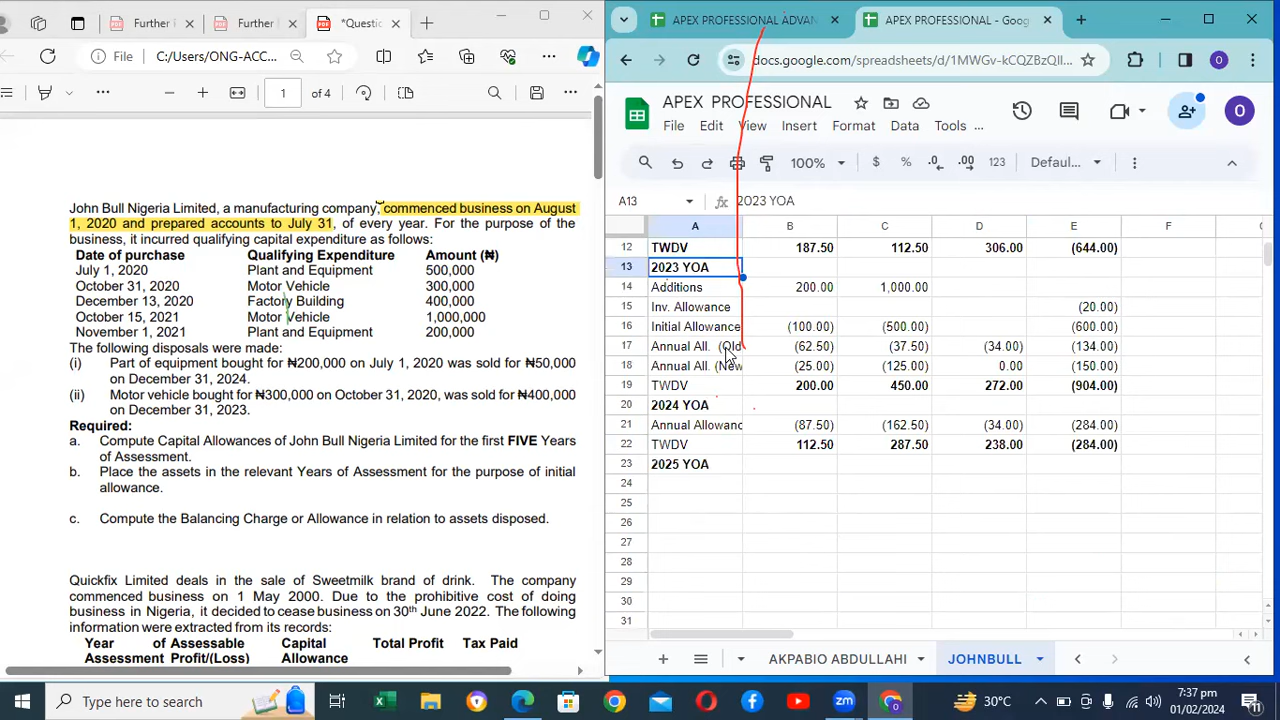 Further i
Further
*Questic
File
C:/Users/ONG-ACC...
1
of 4
John Bull Nigeria Limited, a manufacturing company, commenced business on August
1, 2020 and prepared accounts to July 31, of every year. For the purpose of the
business, it incurred qualifying capital expenditure as follows:
Date of purchase Qualifying Expenditure Amount (₦)
July 1, 2020 Plant and Equipment 500,000
October 31, 2020 Motor Vehicle 300,000
December 13, 2020 Factory Building 400,000
October 15, 2021 Motor Vehicle 1,000,000
November 1, 2021 Plant and Equipment 200,000
The following disposals were made:
(i) Part of equipment bought for ₦200,000 on July 1, 2020 was sold for ₦50,000
on December 31, 2024.
(ii) Motor vehicle bought for ₦300,000 on October 31, 2020, was sold for ₦400,000
on December 31, 2023.
Required:
a. Compute Capital Allowances of John Bull Nigeria Limited for the first FIVE Years
of Assessment.
b. Place the assets in the relevant Years of Assessment for the purpose of initial
allowance.
c. Compute the Balancing Charge or Allowance in relation to assets disposed.
Quickfix Limited deals in the sale of Sweetmilk brand of drink. The company
commenced business on 1 May 2000. Due to the prohibitive cost of doing
business in Nigeria, it decided to cease business on 30th June 2022. The following
information were extracted from its records:
Year of Assessable Capital Total Profit Tax Paid
Assessment Profit/(Loss) Allowance
APEX PROFESSIONAL ADVAN
APEX PROFESSIONAL - Goog
docs.google.com/spreadsheets/d/1MWGv-kCQZBzQII...
O
APEX PROFESSIONAL
O
File Edit View Insert Format Data Tools ...
100% $ % .0 .00 123 Defaul...
A13 fx 2023 YOA
A B C D E F
12 TWDV 187.50 112.50 306.00 (644.00)
13 2023 YOA
14 Additions 200.00 1,000.00
15 Inv. Allowance (20.00)
16 Initial Allowance (100.00) (500.00) (600.00)
17 Annual All. (Old (62.50) (37.50) (34.00) (134.00)
18 Annual All. (New (25.00) (125.00) 0.00 (150.00)
19 TWDV 200.00 450.00 272.00 (904.00)
20 2024 YOA
21 Annual Allowanc (87.50) (162.50) (34.00) (284.00)
22 TWDV 112.50 287.50 238.00 (284.00)
23 2025 YOA
24
25
26
27
28
29
30
31
AKPABIO ABDULLAHI JOHNBULL
Type here to search
zm
30°C
7:37 pm
01/02/2024
11